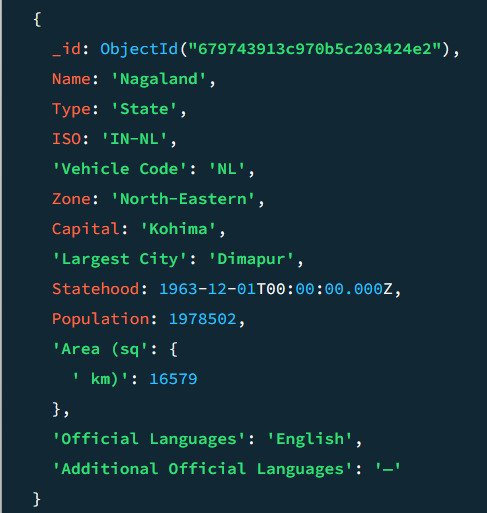 {
_id: ObjectId("679743913c970b5c203424e2"),
Name: 'Nagaland',
Type: 'State',
ISO: 'IN-NL',
'Vehicle Code': 'NL',
Zone: 'North-Eastern',
Capital: 'Kohima',
'Largest City': 'Dimapur',
Statehood: 1963-12-01T00:00:00.000Z,
Population: 1978502,
'Area (sq': {
' km)': 16579
},
'Official Languages': 'English',
'Additional Official Languages': '—'
}